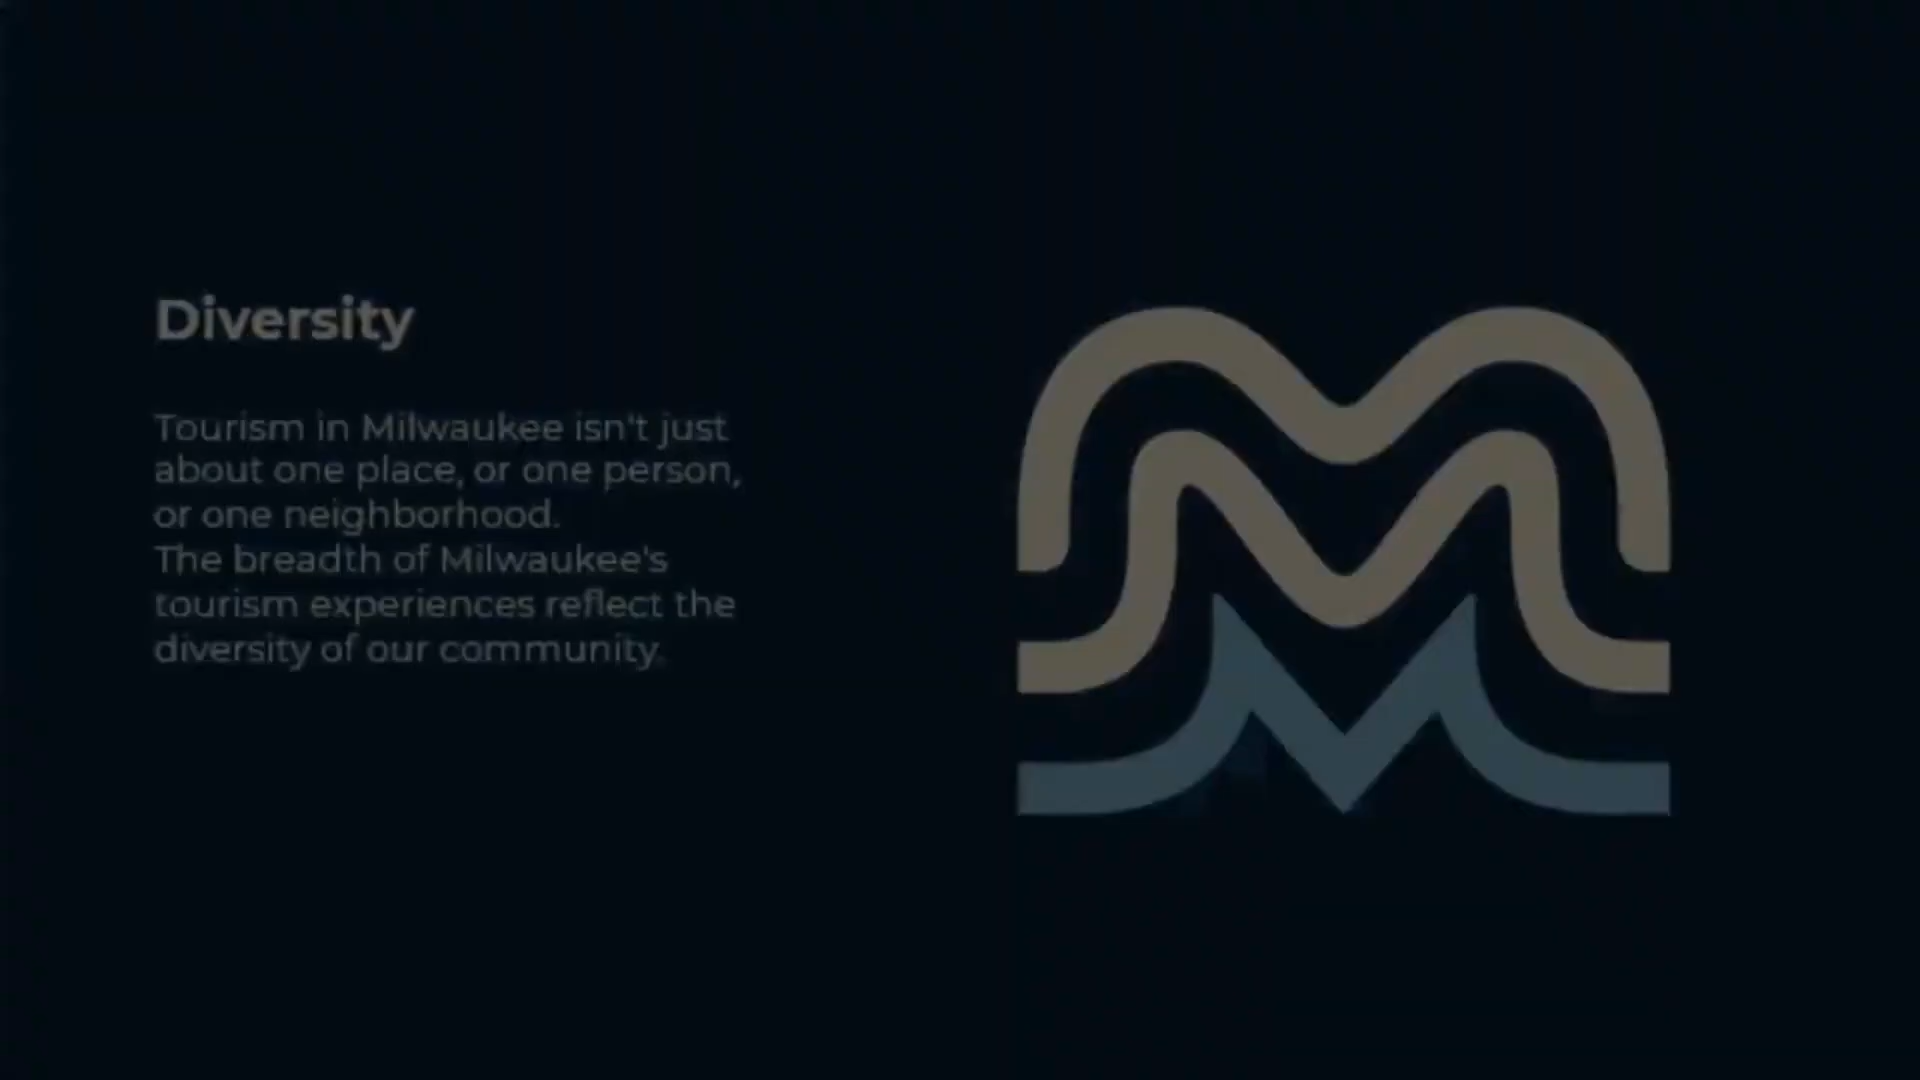 Diversity
Tourism in Milwaukee isn't just
about one place, or one person,
or one neighborhood.
The breadth of Milwaukee's
tourism experiences reflect the
diversity of our community.